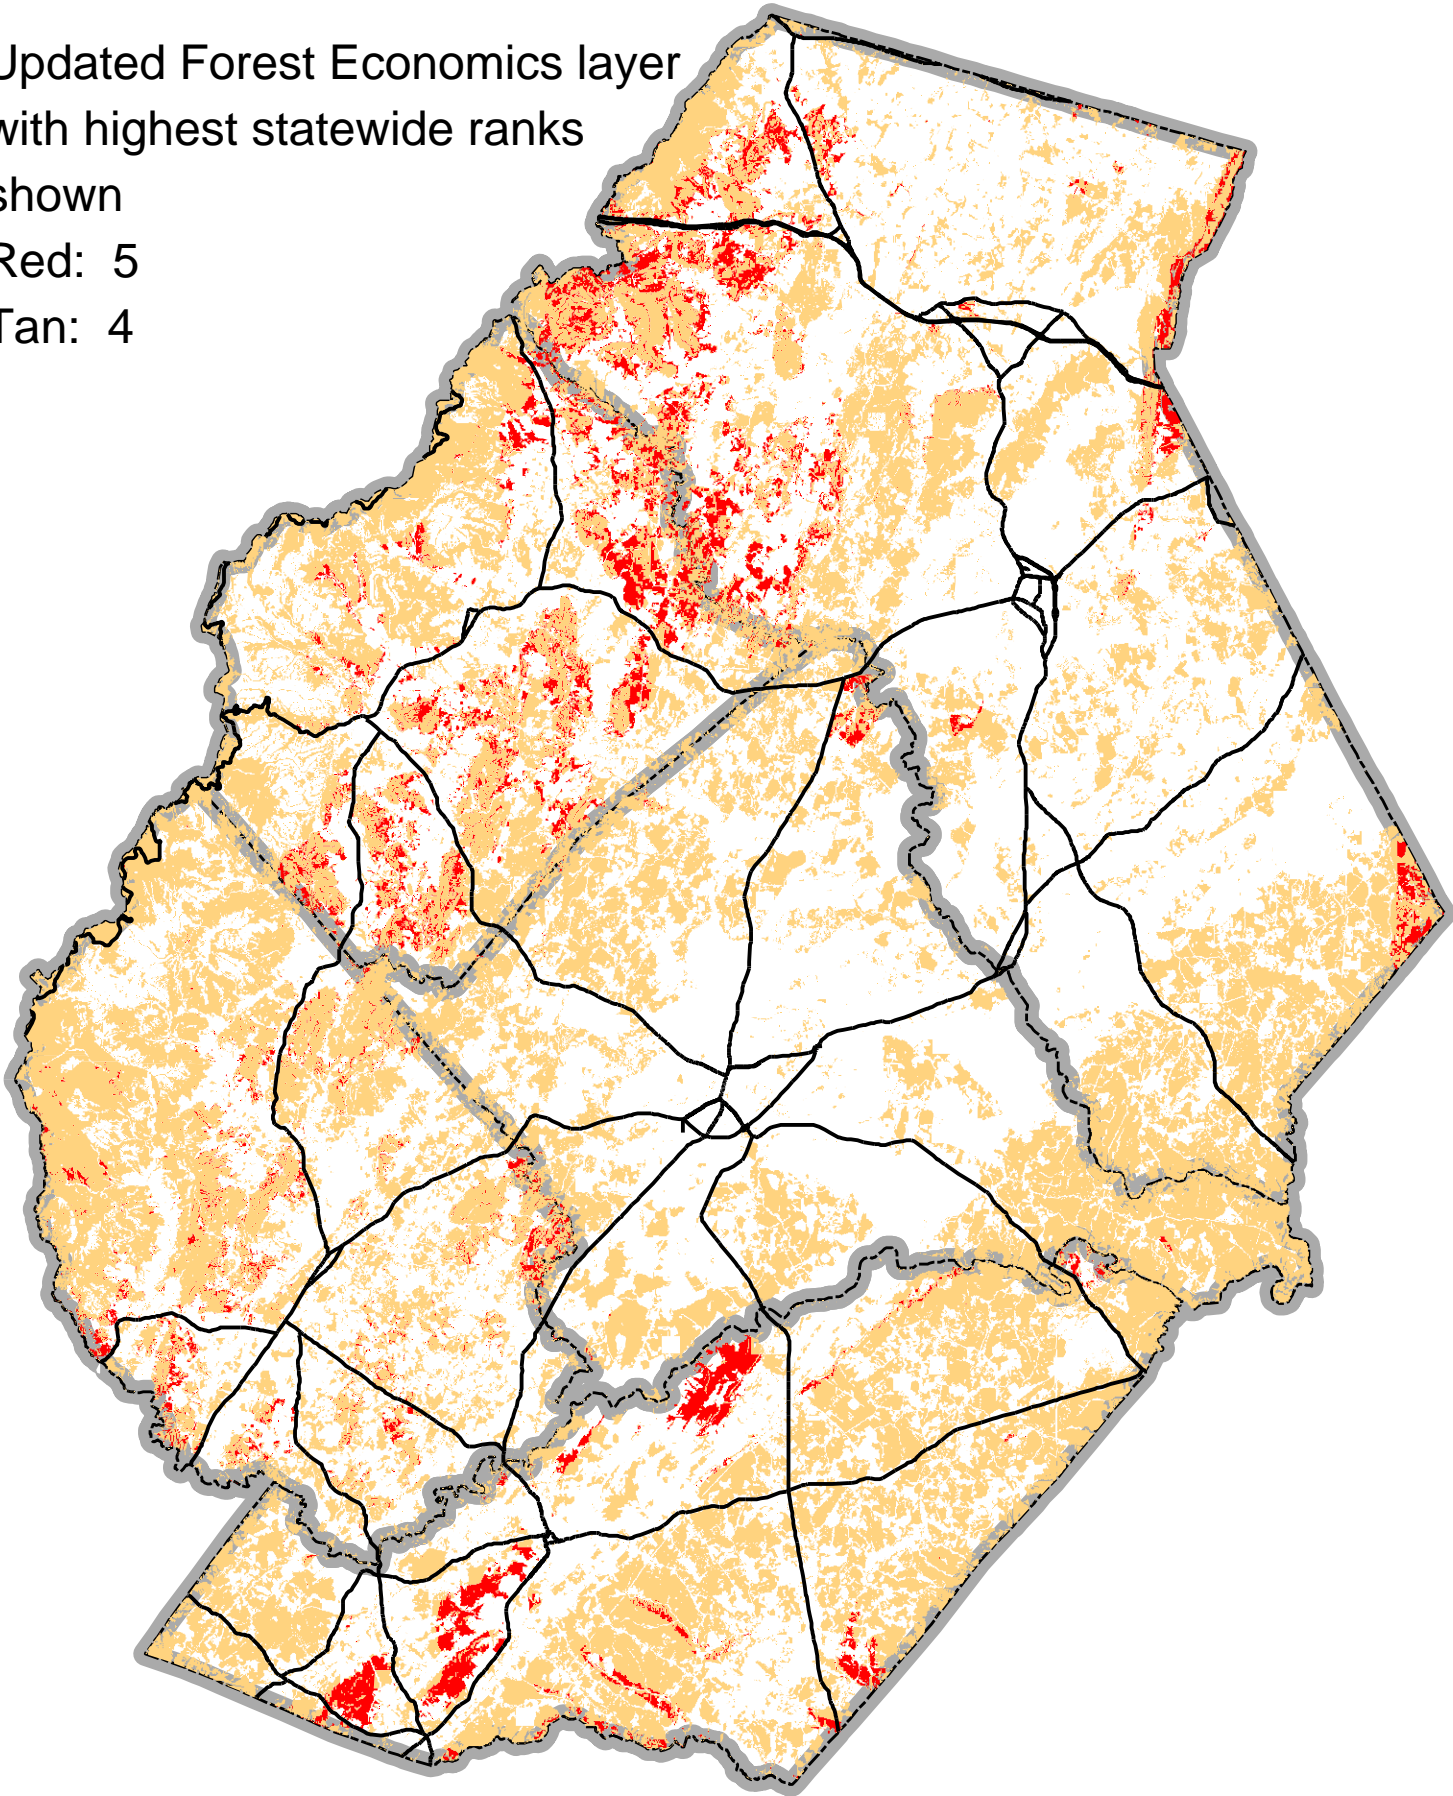 Updated Forest Economics layer
with highest statewide ranks
shown
Red:  5
Tan:  4